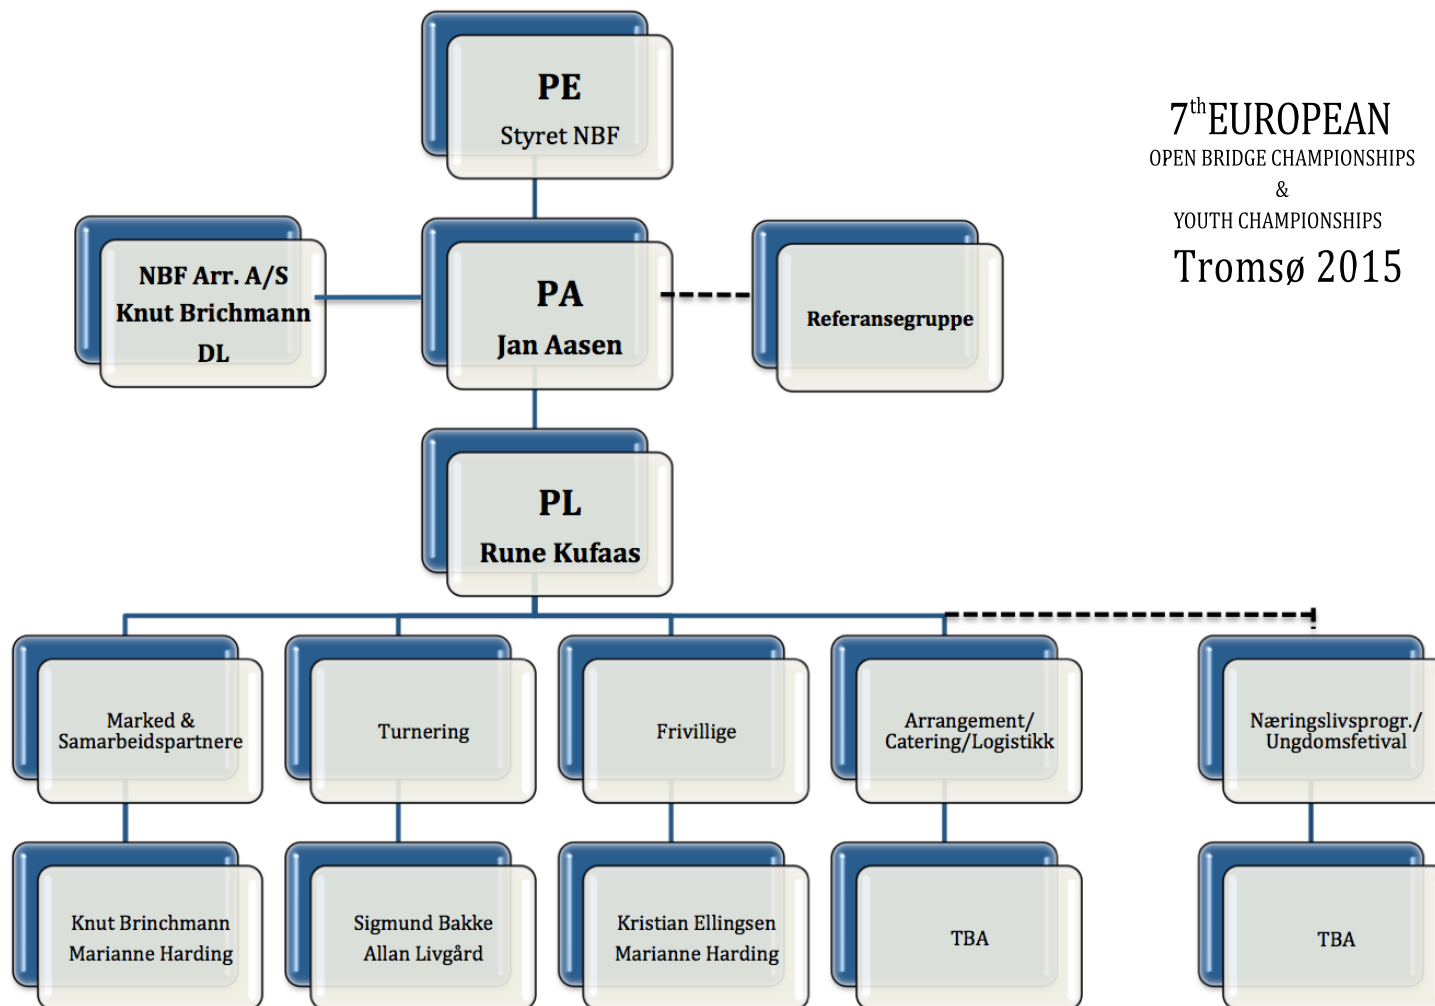 PE
Styret NBF
7thEUROPEAN
OPEN BRIDGE CHAMPIONSHIPS
&
YOUTH CHAMPIONSHIPS
Tromsø 2015
NBF Arr. A/S
Knut Brichmann
DL
PA
Jan Aasen
Referansegruppe
PL
Rune Kufaas
Marked &
Samarbeidspartnere
Turnering
Frivillige
Arrangement/
Catering/Logistikk
Næringslivsprogr./
Ungdomsfetival
Knut Brinchmann
Marianne Harding
Sigmund Bakke
Allan Livgård
Kristian Ellingsen
Marianne Harding
TBA
TBA